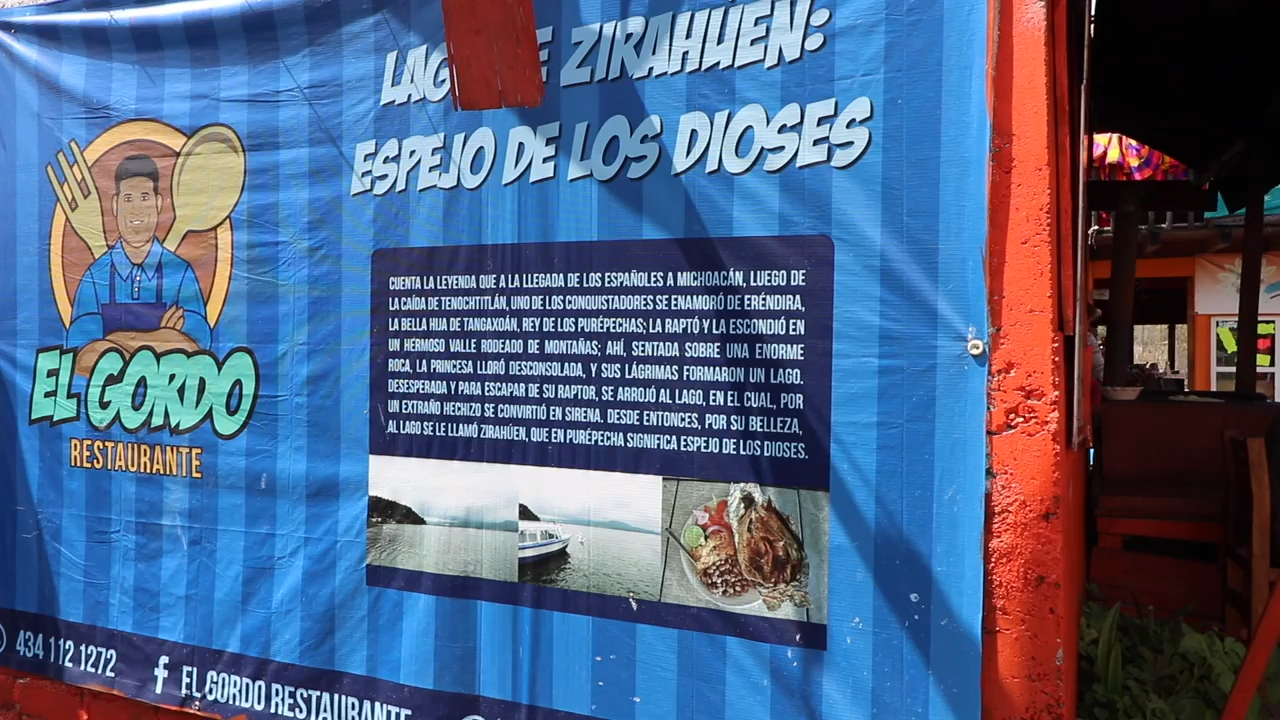 LAG E ZIRAHUÉN:
ESPEJO DE LOS DIOSES
CUENTA LA LEYENDA QUE A LA LLEGADA DE LOS ESPAÑOLES A MICHOACÁN, LUEGO DE
LA CAÍDA DE TENOCHTITLÁN, UNO DE LOS CONQUISTADORES SE ENAMORÓ DE ERÉNDIRA,
LA BELLA HIJA DE TANGAXOÁN, REY DE LOS PURÉPECHAS; LA RAPTÓ Y LA ESCONDIÓ EN
UN HERMOSO VALLE RODEADO DE MONTAÑAS; AHÍ, SENTADA SOBRE UNA ENORME
ROCA, LA PRINCESA LLORÓ DESCONSOLADA, Y SUS LÁGRIMAS FORMARON UN LAGO.
DESESPERADA Y PARA ESCAPAR DE SU RAPTOR, SE ARROJÓ AL LAGO, EN EL CUAL, POR
UN EXTRAÑO HECHIZO SE CONVIRTIÓ EN SIRENA. DESDE ENTONCES, POR SU BELLEZA,
AL LAGO SE LE LLAMÓ ZIRAHÚEN, QUE EN PURÉPECHA SIGNIFICA ESPEJO DE LOS DIOSES.
EL GORDO
RESTAURANTE
434 112 1272
f EL GORDO RESTAURANTE